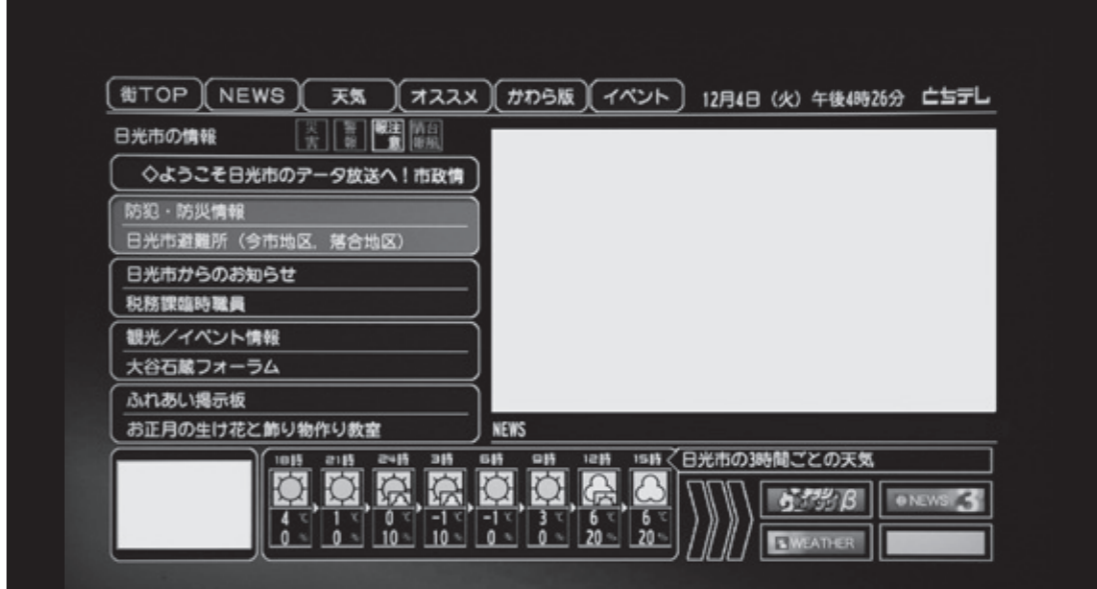 街TOP NEWS 天気 オススメ かわら版 イベント 12月4日（火）午後4時26分 とちテレ
日光市の情報 災害 警報 注意報 台風情報
◇ようこそ日光市のデータ放送へ！市政情
防犯・防災情報
日光市避難所（今市地区，落合地区）
日光市からのお知らせ
税務課臨時職員
観光／イベント情報
大谷石蔵フォーラム
ふれあい掲示板
お正月の生け花と飾り物作り教室
NEWS
18時 21時 24時 3時 6時 9時 12時 15時 日光市の3時間ごとの天気
4℃ 1℃ 0℃ -1℃ -1℃ 3℃ 6℃ 6℃
0% 0% 10% 10% 0% 0% 20% 20%
β NEWS 3
WEATHER